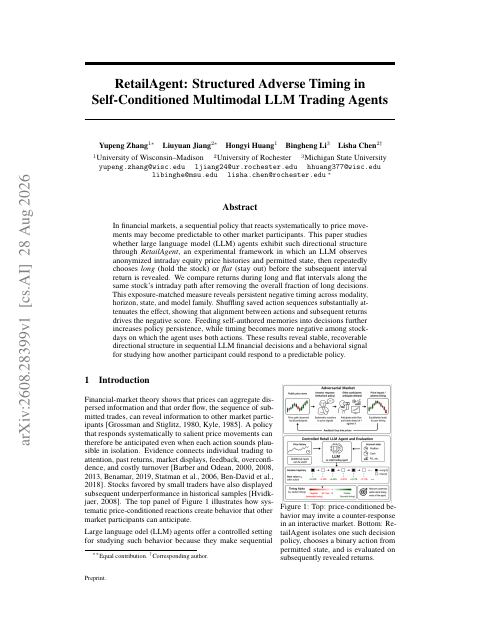 arXiv:2608.28399v1 [cs.AI] 28 Aug 2026
RetailAgent: Structured Adverse Timing in
Self-Conditioned Multimodal LLM Trading Agents
Yupeng Zhang1* Liuyuan Jiang2* Hongyi Huang1 Bingheng Li3 Lisha Chen2†
1University of Wisconsin–Madison 2University of Rochester 3Michigan State University
yupeng.zhang@wisc.edu ljiang24@ur.rochester.edu hhuang377@wisc.edu
libinghe@msu.edu lisha.chen@rochester.edu *
Abstract
In financial markets, a sequential policy that reacts systematically to price move-
ments may become predictable to other market participants. This paper studies
whether large language model (LLM) agents exhibit such directional structure
through RetailAgent, an experimental framework in which an LLM observes
anonymized intraday equity price histories and permitted state, then repeatedly
chooses long (hold the stock) or flat (stay out) before the subsequent interval
return is revealed. We compare returns during long and flat intervals along the
same stock's intraday path after removing the overall fraction of long decisions.
This exposure-matched measure reveals persistent negative timing across modality,
horizon, state, and model family. Shuffling saved action sequences substantially at-
tenuates the effect, showing that alignment between actions and subsequent returns
drives the negative score. Feeding self-authored memories into decisions further
increases policy persistence, while timing becomes more negative among stock-
days on which the agent uses both actions. These results reveal stable, recoverable
directional structure in sequential LLM financial decisions and a behavioral signal
for studying how another participant could respond to a predictable policy.
1 Introduction
Financial-market theory shows that prices can aggregate dis-
persed information and that order flow, the sequence of sub-
mitted trades, can reveal information to other market partic-
ipants [Grossman and Stiglitz, 1980, Kyle, 1985]. A policy
that responds systematically to salient price movements can
therefore be anticipated even when each action sounds plau-
sible in isolation. Evidence connects individual trading to
attention, past returns, market displays, feedback, overconfi-
dence, and costly turnover [Barber and Odean, 2000, 2008,
2013, Benamar, 2019, Statman et al., 2006, Ben-David et al.,
2018]. Stocks favored by small traders have also displayed
subsequent underperformance in historical samples [Hvidk-
jaer, 2008]. The top panel of Figure 1 illustrates how sys-
tematic price-conditioned reactions create behavior that other
market participants can anticipate.
Large language odel (LLM) agents offer a controlled setting
for studying such behavior because they make sequential
Adversarial Market
Controlled Retail LLM Agent and Evaluation
LLM
Figure 1: Top: price-conditioned be-
havior may invite a counter-response
in an interactive market. Bottom: Re-
tailAgent isolates one such decision
policy, chooses a binary action from
permitted state, and is evaluated on
subsequently revealed returns.
*Equal contribution. †Corresponding author.
Preprint.